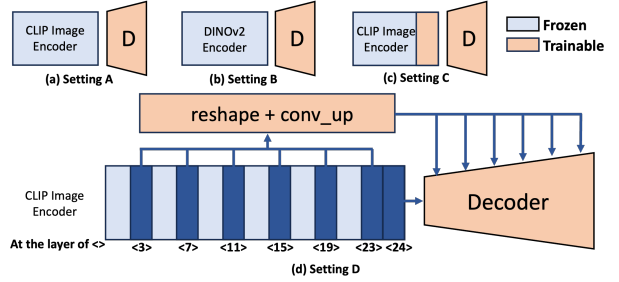 CLIP Image
Encoder
D
(a) Setting A
DINOv2
Encoder
D
(b) Setting B
CLIP Image
Encoder
D
(c) Setting C
Frozen
Trainable
reshape + conv_up
CLIP Image
Encoder
Decoder
At the layer of <>
<3> <7> <11> <15> <19> <23> <24>
(d) Setting D